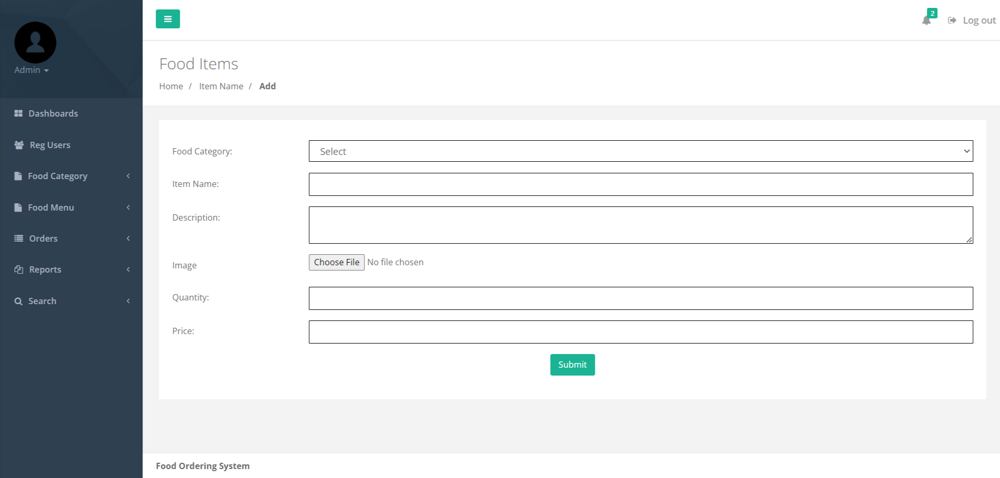 2
Log out
Admin
Food Items
Home / Item Name / Add
Dashboards
Reg Users
Food Category
Food Menu
Orders
Reports
Search
Food Category:
Select
Item Name:
Description:
Image
Choose File No file chosen
Quantity:
Price:
Submit
Food Ordering System